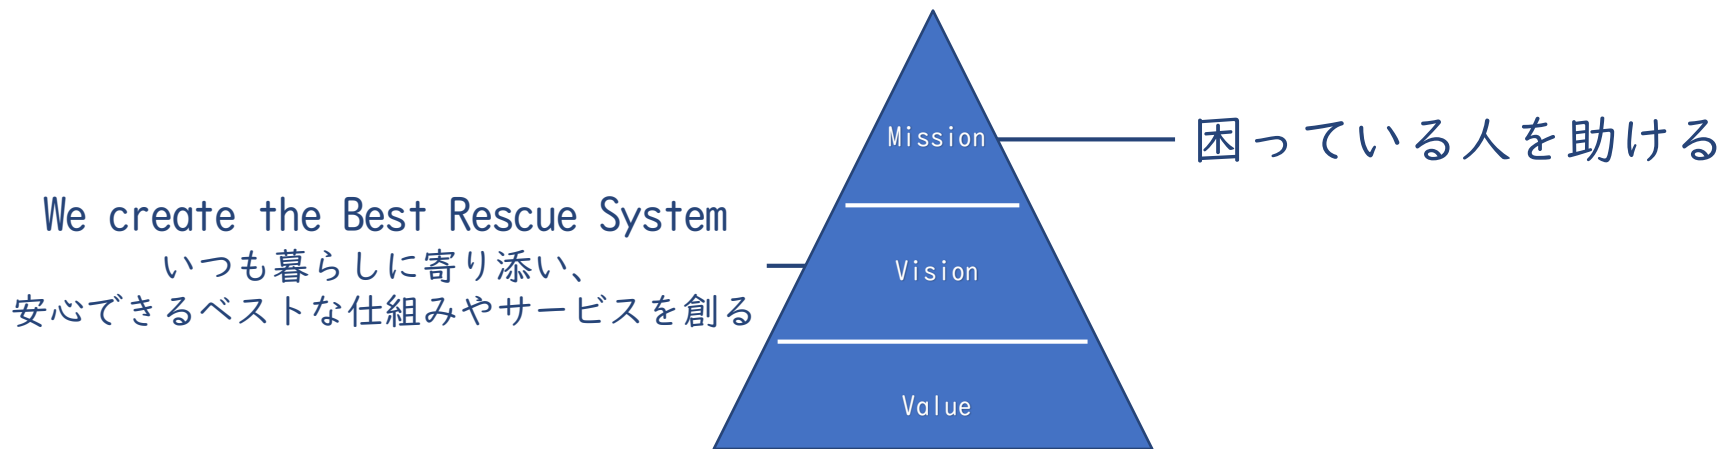 Mission
困っている人を助ける
We create the Best Rescue System
いつも暮らしに寄り添い、
安心できるベストな仕組みやサービスを創る
Vision
Value